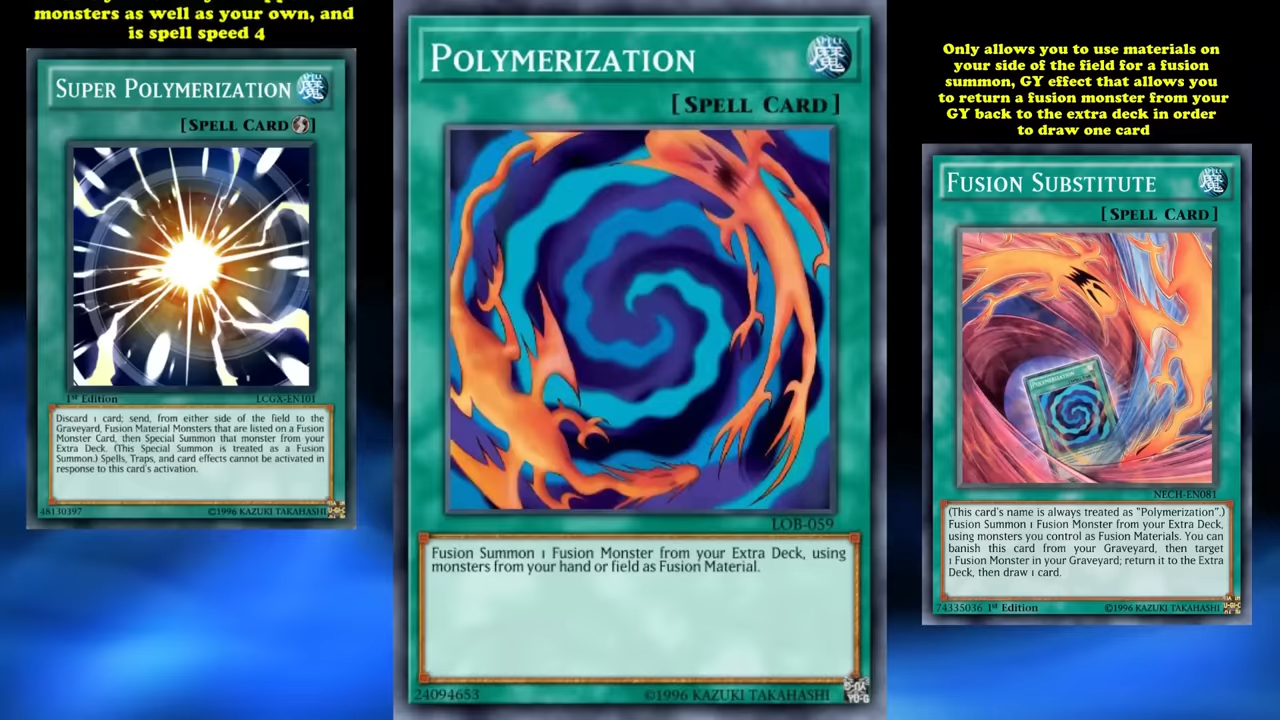 monsters as well as your own, and
is spell speed 4
SUPER POLYMERIZATION
[SPELL CARD]
1st Edition LCGX-EN101
Discard 1 card; send, from either side of the field to the
Graveyard, Fusion Material Monsters that are listed on a Fusion
Monster Card, then Special Summon that monster from your
Extra Deck. (This Special Summon is treated as a Fusion
Summon.) Spells, Traps, and card effects cannot be activated in
response to this card's activation.
48130397 ©1996 KAZUKI TAKAHASHI
POLYMERIZATION
魔
[SPELL CARD]
LOB-059
Fusion Summon 1 Fusion Monster from your Extra Deck, using
monsters from your hand or field as Fusion Material.
24094653 ©1996 KAZUKI TAKAHASHI
Only allows you to use materials on
your side of the field for a fusion
summon, GY effect that allows you
to return a fusion monster from your
GY back to the extra deck in order
to draw one card
FUSION SUBSTITUTE
[SPELL CARD]
POLYMERIZATION
NECH-EN081
(This card's name is always treated as "Polymerization".)
Fusion Summon 1 Fusion Monster from your Extra Deck,
using monsters you control as Fusion Materials. You can
banish this card from your Graveyard, then target
1 Fusion Monster in your Graveyard; return it to the Extra
Deck, then draw 1 card.
74335036 1st Edition ©1996 KAZUKI TAKAHASHI